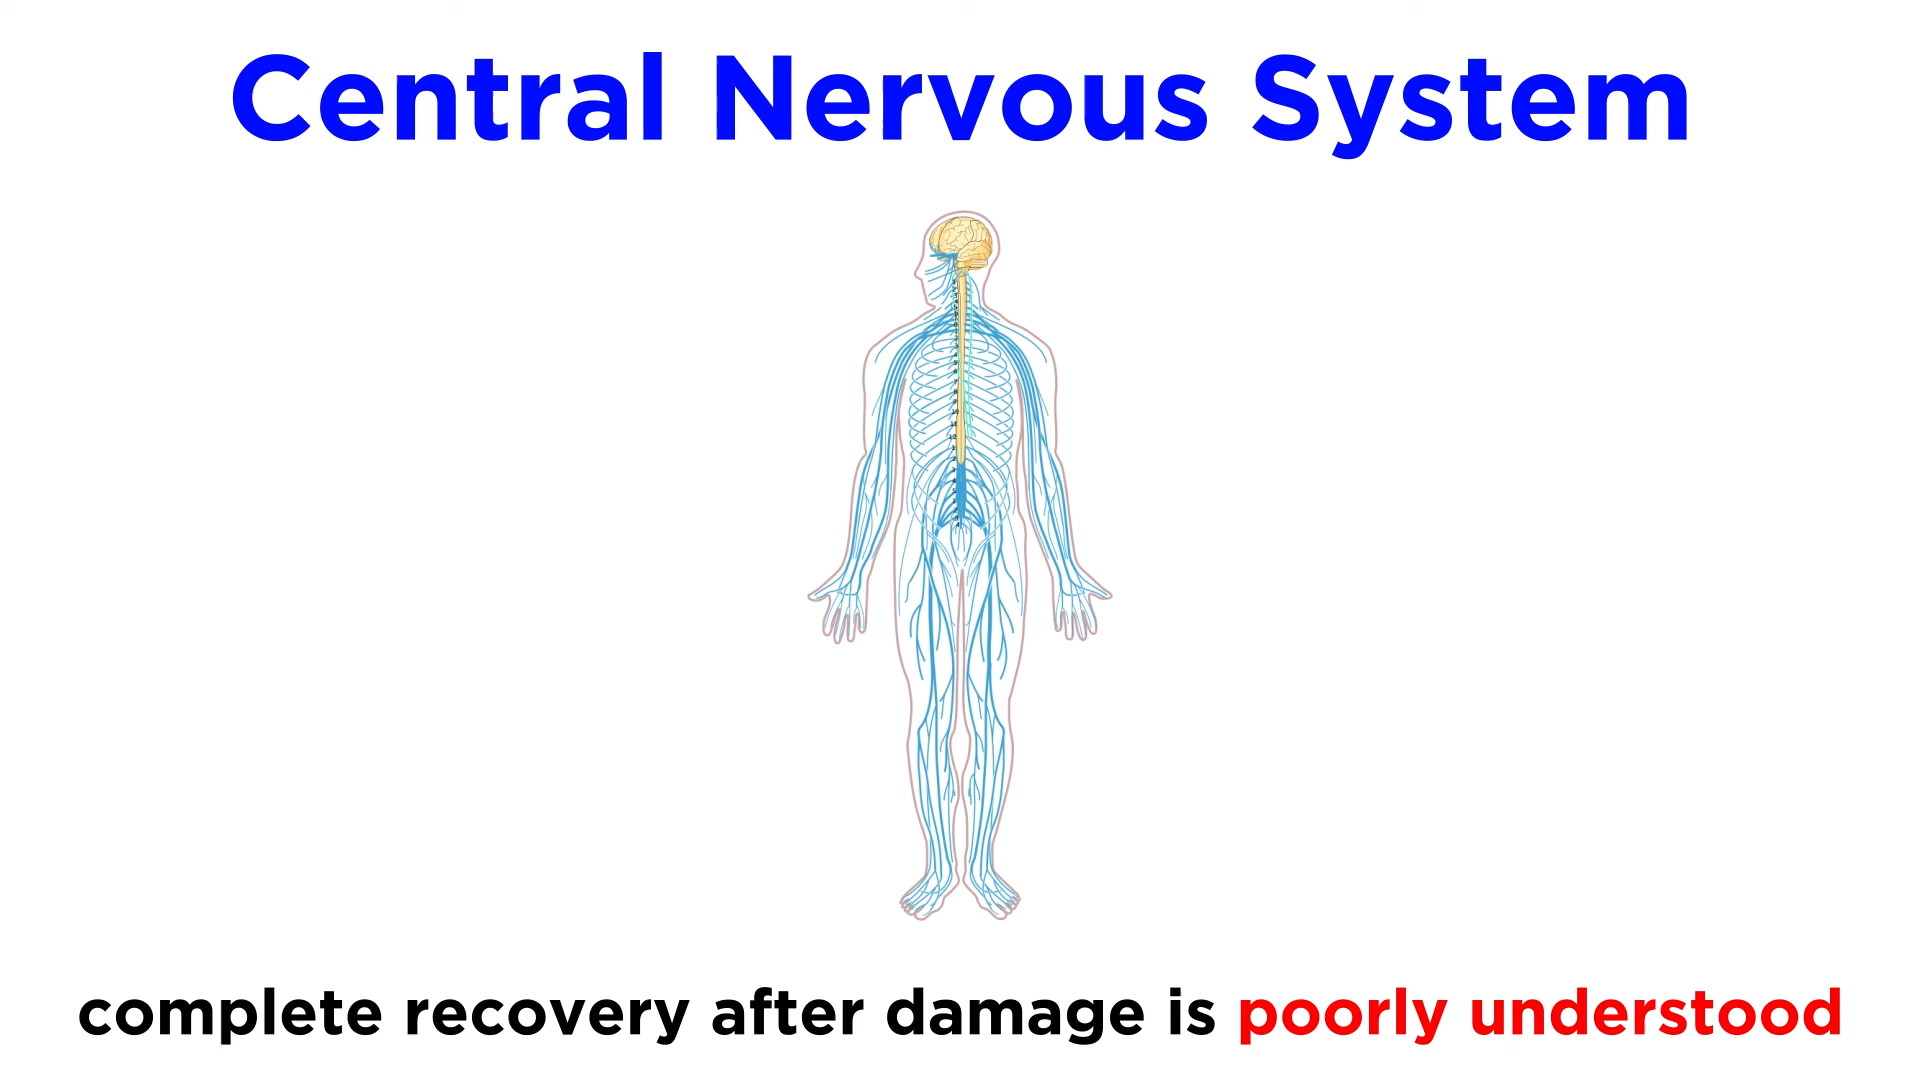 Central Nervous System
complete recovery after damage is poorly understood